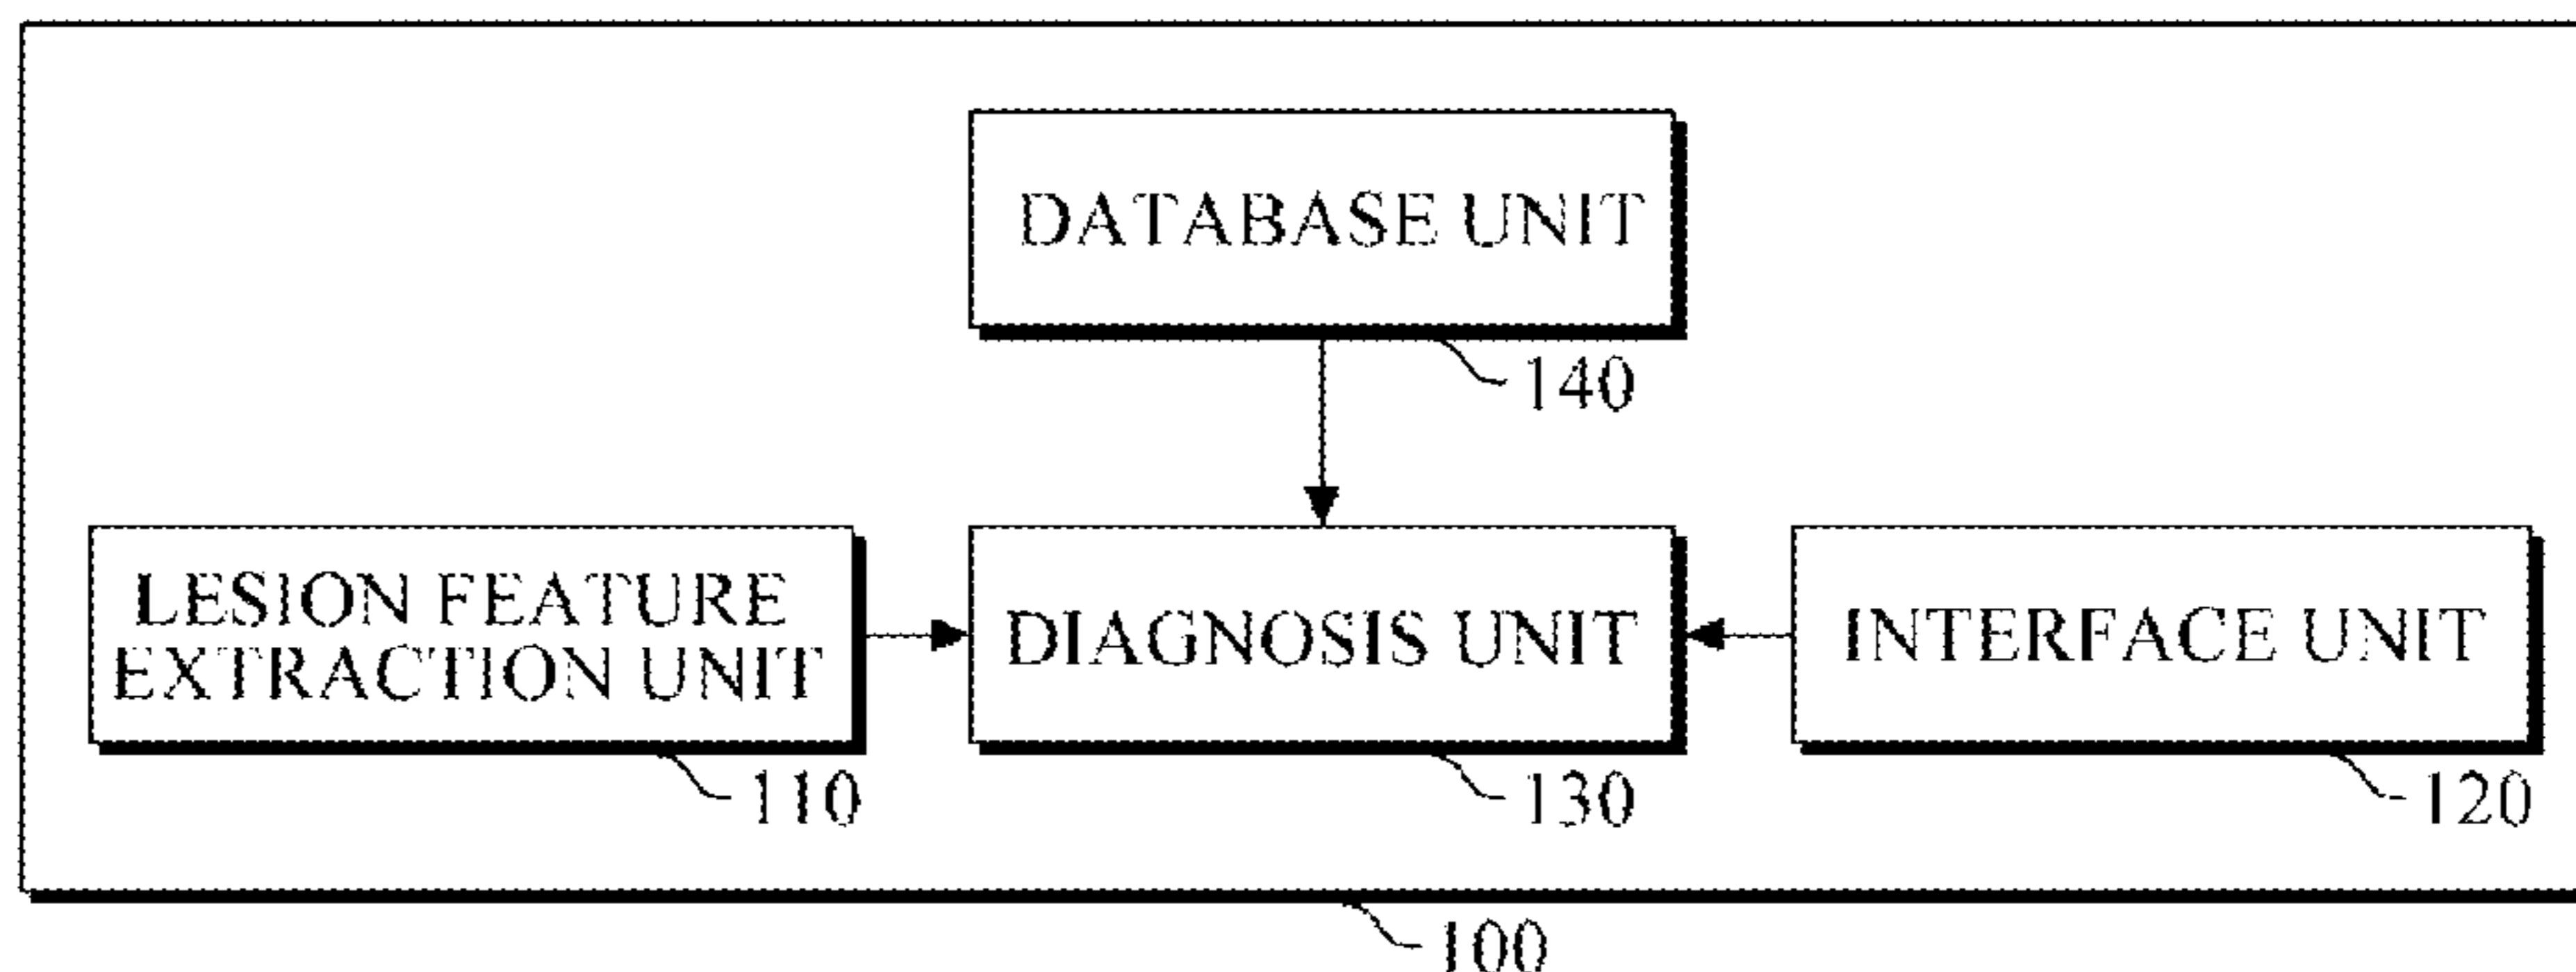 DATABASE UNIT
140
LESION FEATURE
EXTRACTION UNIT
110
DIAGNOSIS UNIT
130
INTERFACE UNIT
120
100